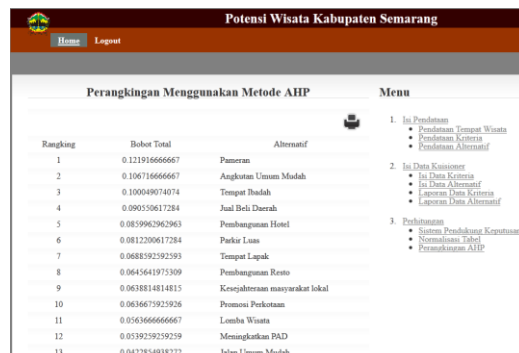 Potensi Wisata Kabupaten Semarang
Home Logout
Perangkingan Menggunakan Metode AHP
Rangking Bobot Total Alternatif
1 0.121916666667 Pameran
2 0.106716666667 Angkutan Umum Mudah
3 0.100049074074 Tempat Ibadah
4 0.090550617284 Jual Beli Daerah
5 0.0859962962963 Pembangunan Hotel
6 0.0812200617284 Parkir Luas
7 0.0688592592593 Tempat Lapak
8 0.0645641975309 Pembangunan Resto
9 0.0638814814815 Kesejahteraan masyarakat lokal
10 0.0636675925926 Promosi Perkotaan
11 0.0563666666667 Lomba Wisata
12 0.0539259259259 Meningkatkan PAD
13 0.0422854938272 Jalan Umum Mudah
Menu
1. Isi Pendataan
Pendataan Tempat Wisata
Pendataan Kriteria
Pendataan Alternatif
2. Isi Data Kuisioner
Isi Data Kriteria
Isi Data Alternatif
Laporan Data Kriteria
Laporan Data Alternatif
3. Perhitungan
Sistem Pendukung Keputusan
Normalisasi Tabel
Perangkingan AHP